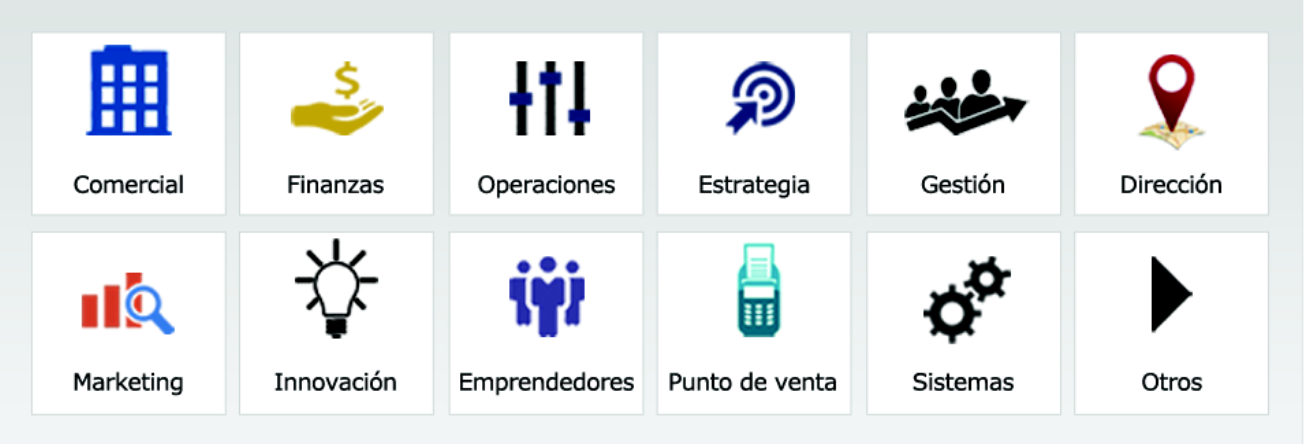 Comercial
Finanzas
Operaciones
Estrategia
Gestión
Dirección
Marketing
Innovación
Emprendedores
Punto de venta
Sistemas
Otros